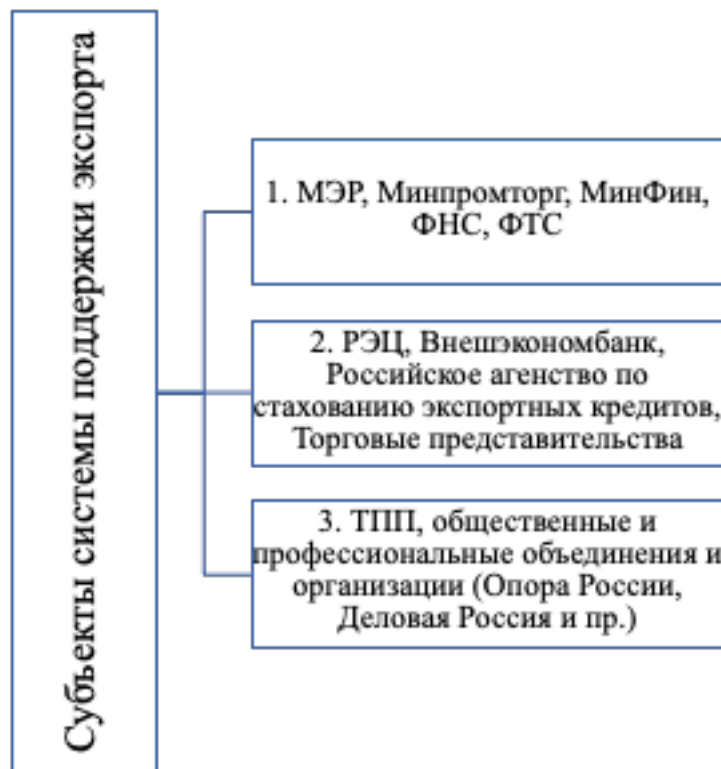 Субъекты системы поддержки экспорта
1. МЭР, Минпромторг, МинФин,
ФНС, ФТС
2. РЭЦ, Внешэкономбанк,
Российское агенство по
стахованию экспортных кредитов,
Торговые представительства
3. ТПП, общественные и
профессиональные объединения и
организации (Опора России,
Деловая Россия и пр.)